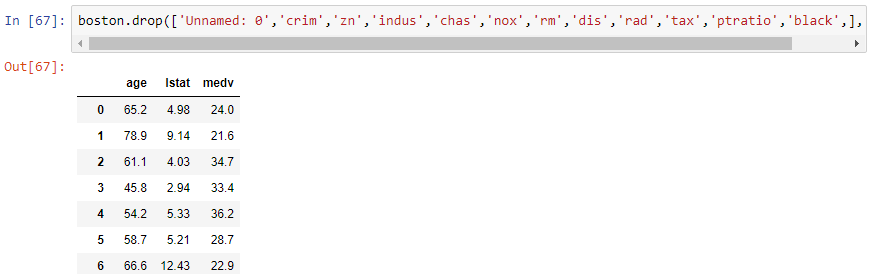 In [67]: boston.drop(['Unnamed: 0','crim','zn','indus','chas','nox','rm','dis','rad','tax','ptratio','black',],
Out[67]:
age lstat medv
0 65.2 4.98 24.0
1 78.9 9.14 21.6
2 61.1 4.03 34.7
3 45.8 2.94 33.4
4 54.2 5.33 36.2
5 58.7 5.21 28.7
6 66.6 12.43 22.9